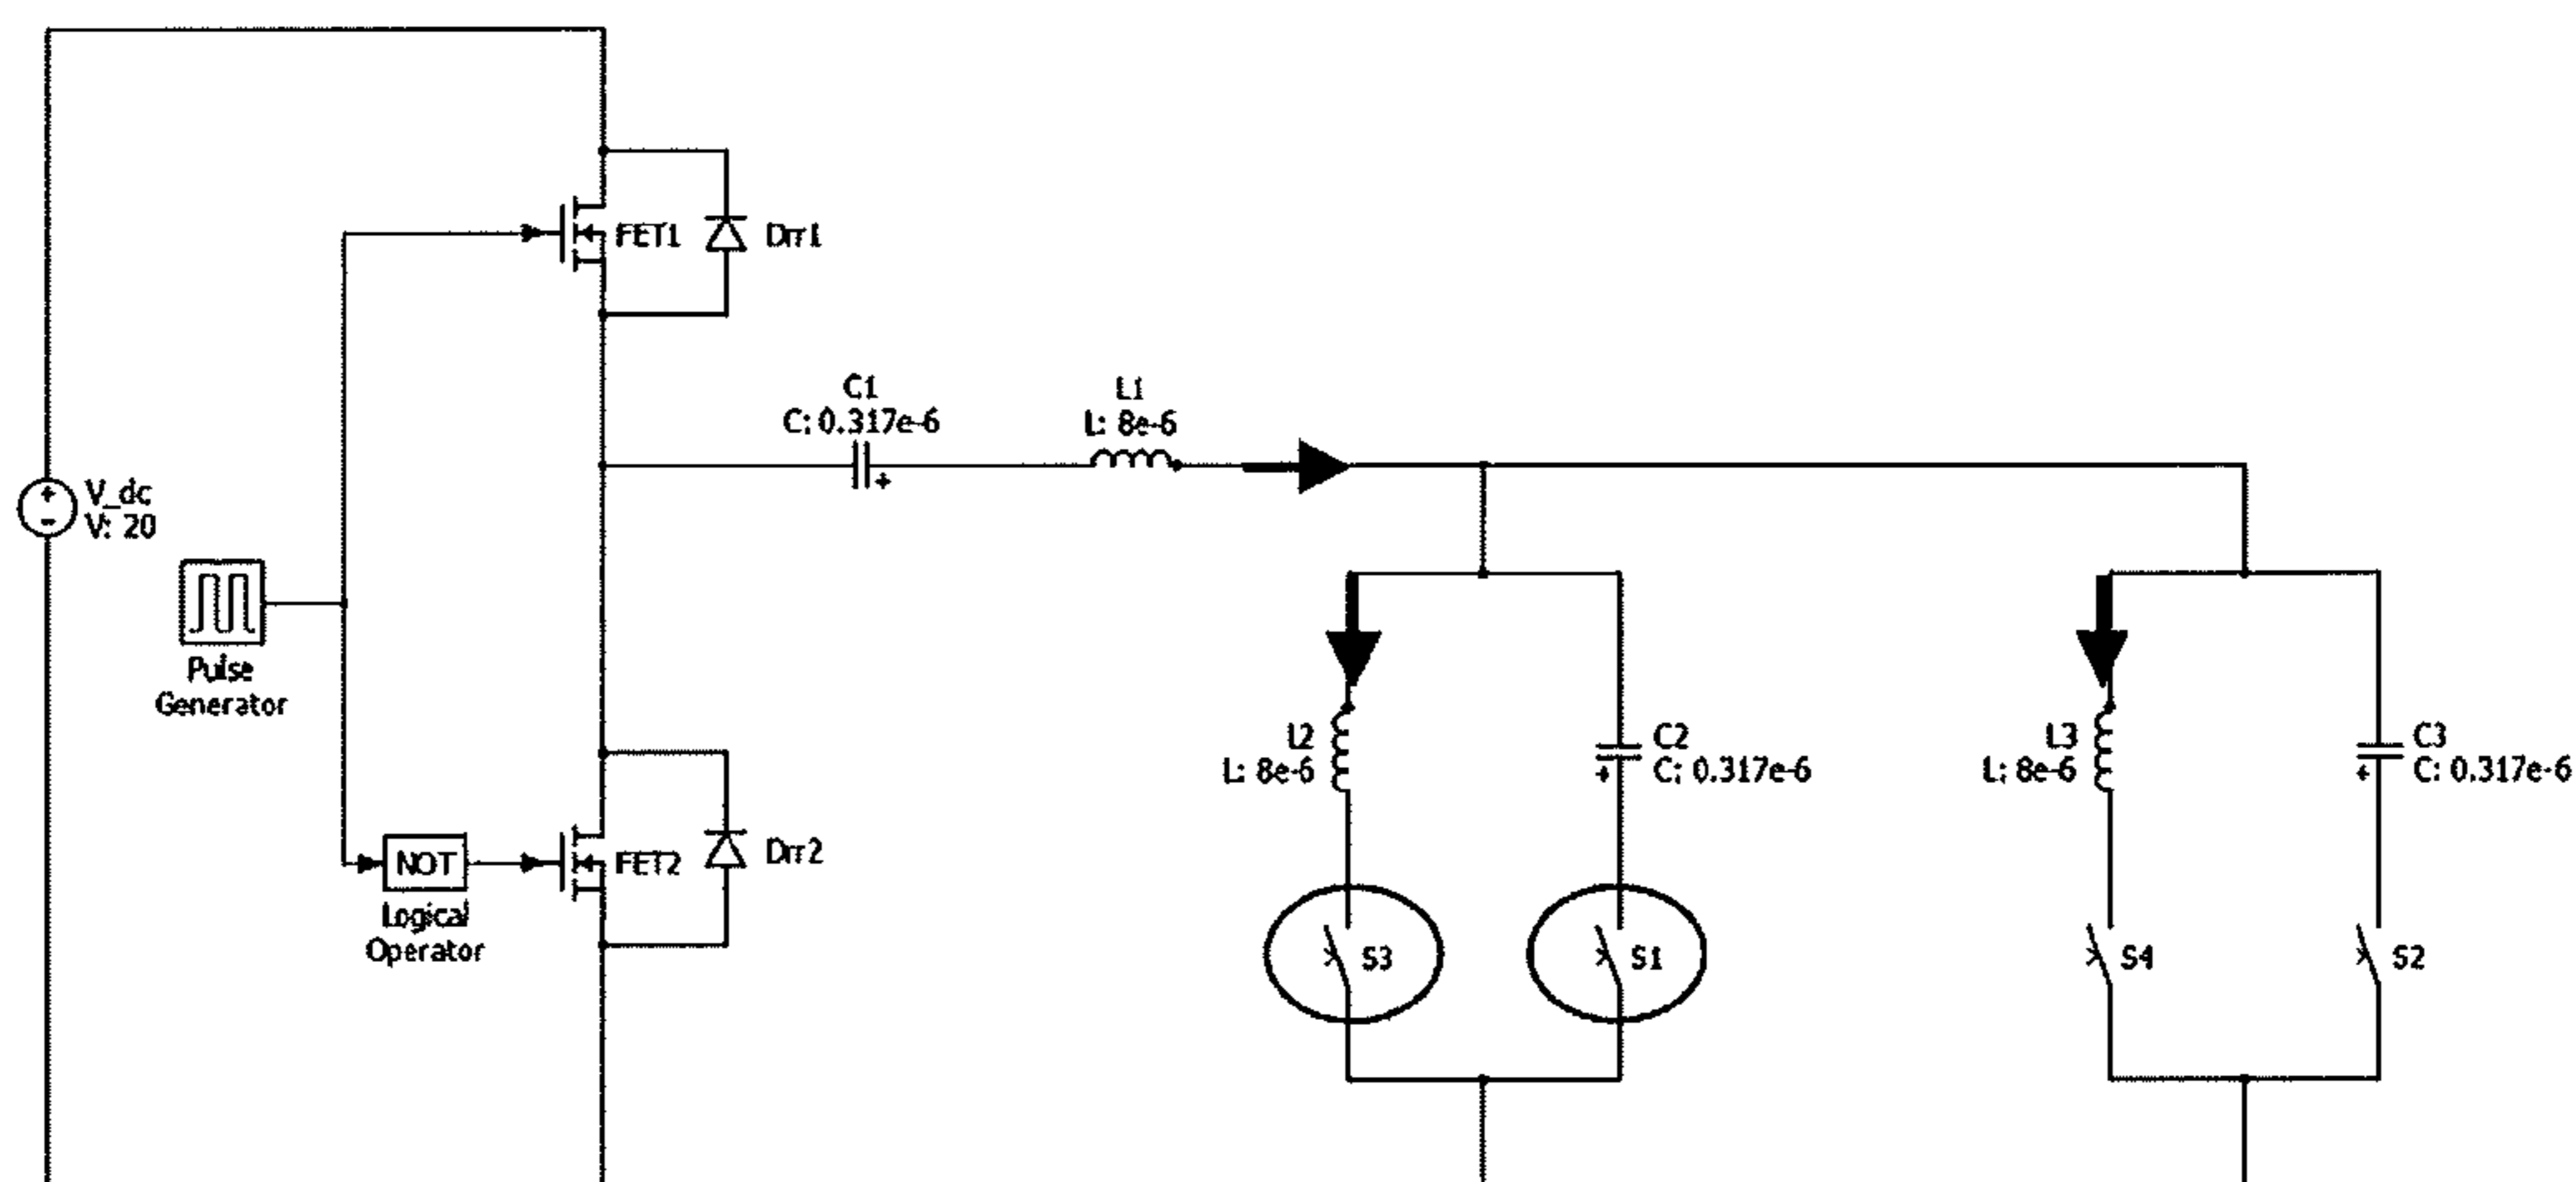 FET1
Drr1
C1
C: 0.317e-6
L1
L: 8e-6
+
+
-
V_dc
V: 20
Pulse
Generator
NOT
Logical
Operator
FET2
Drr2
L2
L: 8e-6
C2
C: 0.317e-6
+
L3
L: 8e-6
C3
C: 0.317e-6
+
S3
S1
S4
S2